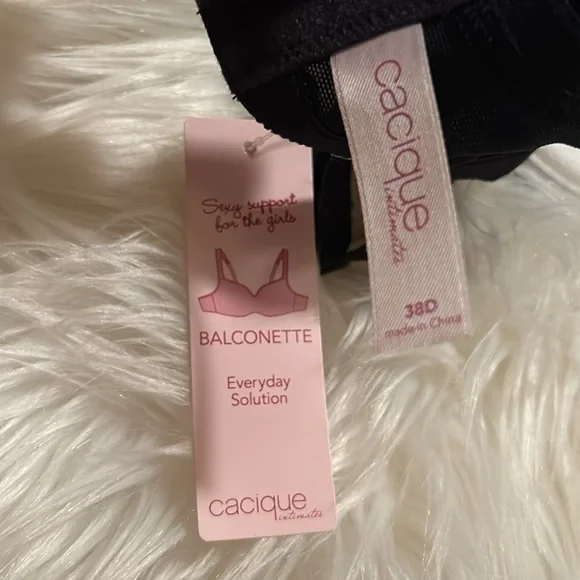 Sexy support
for the girls
BALCONETTE
Everyday
Solution
cacique
intimates
cacique
intimates
38D
made in China